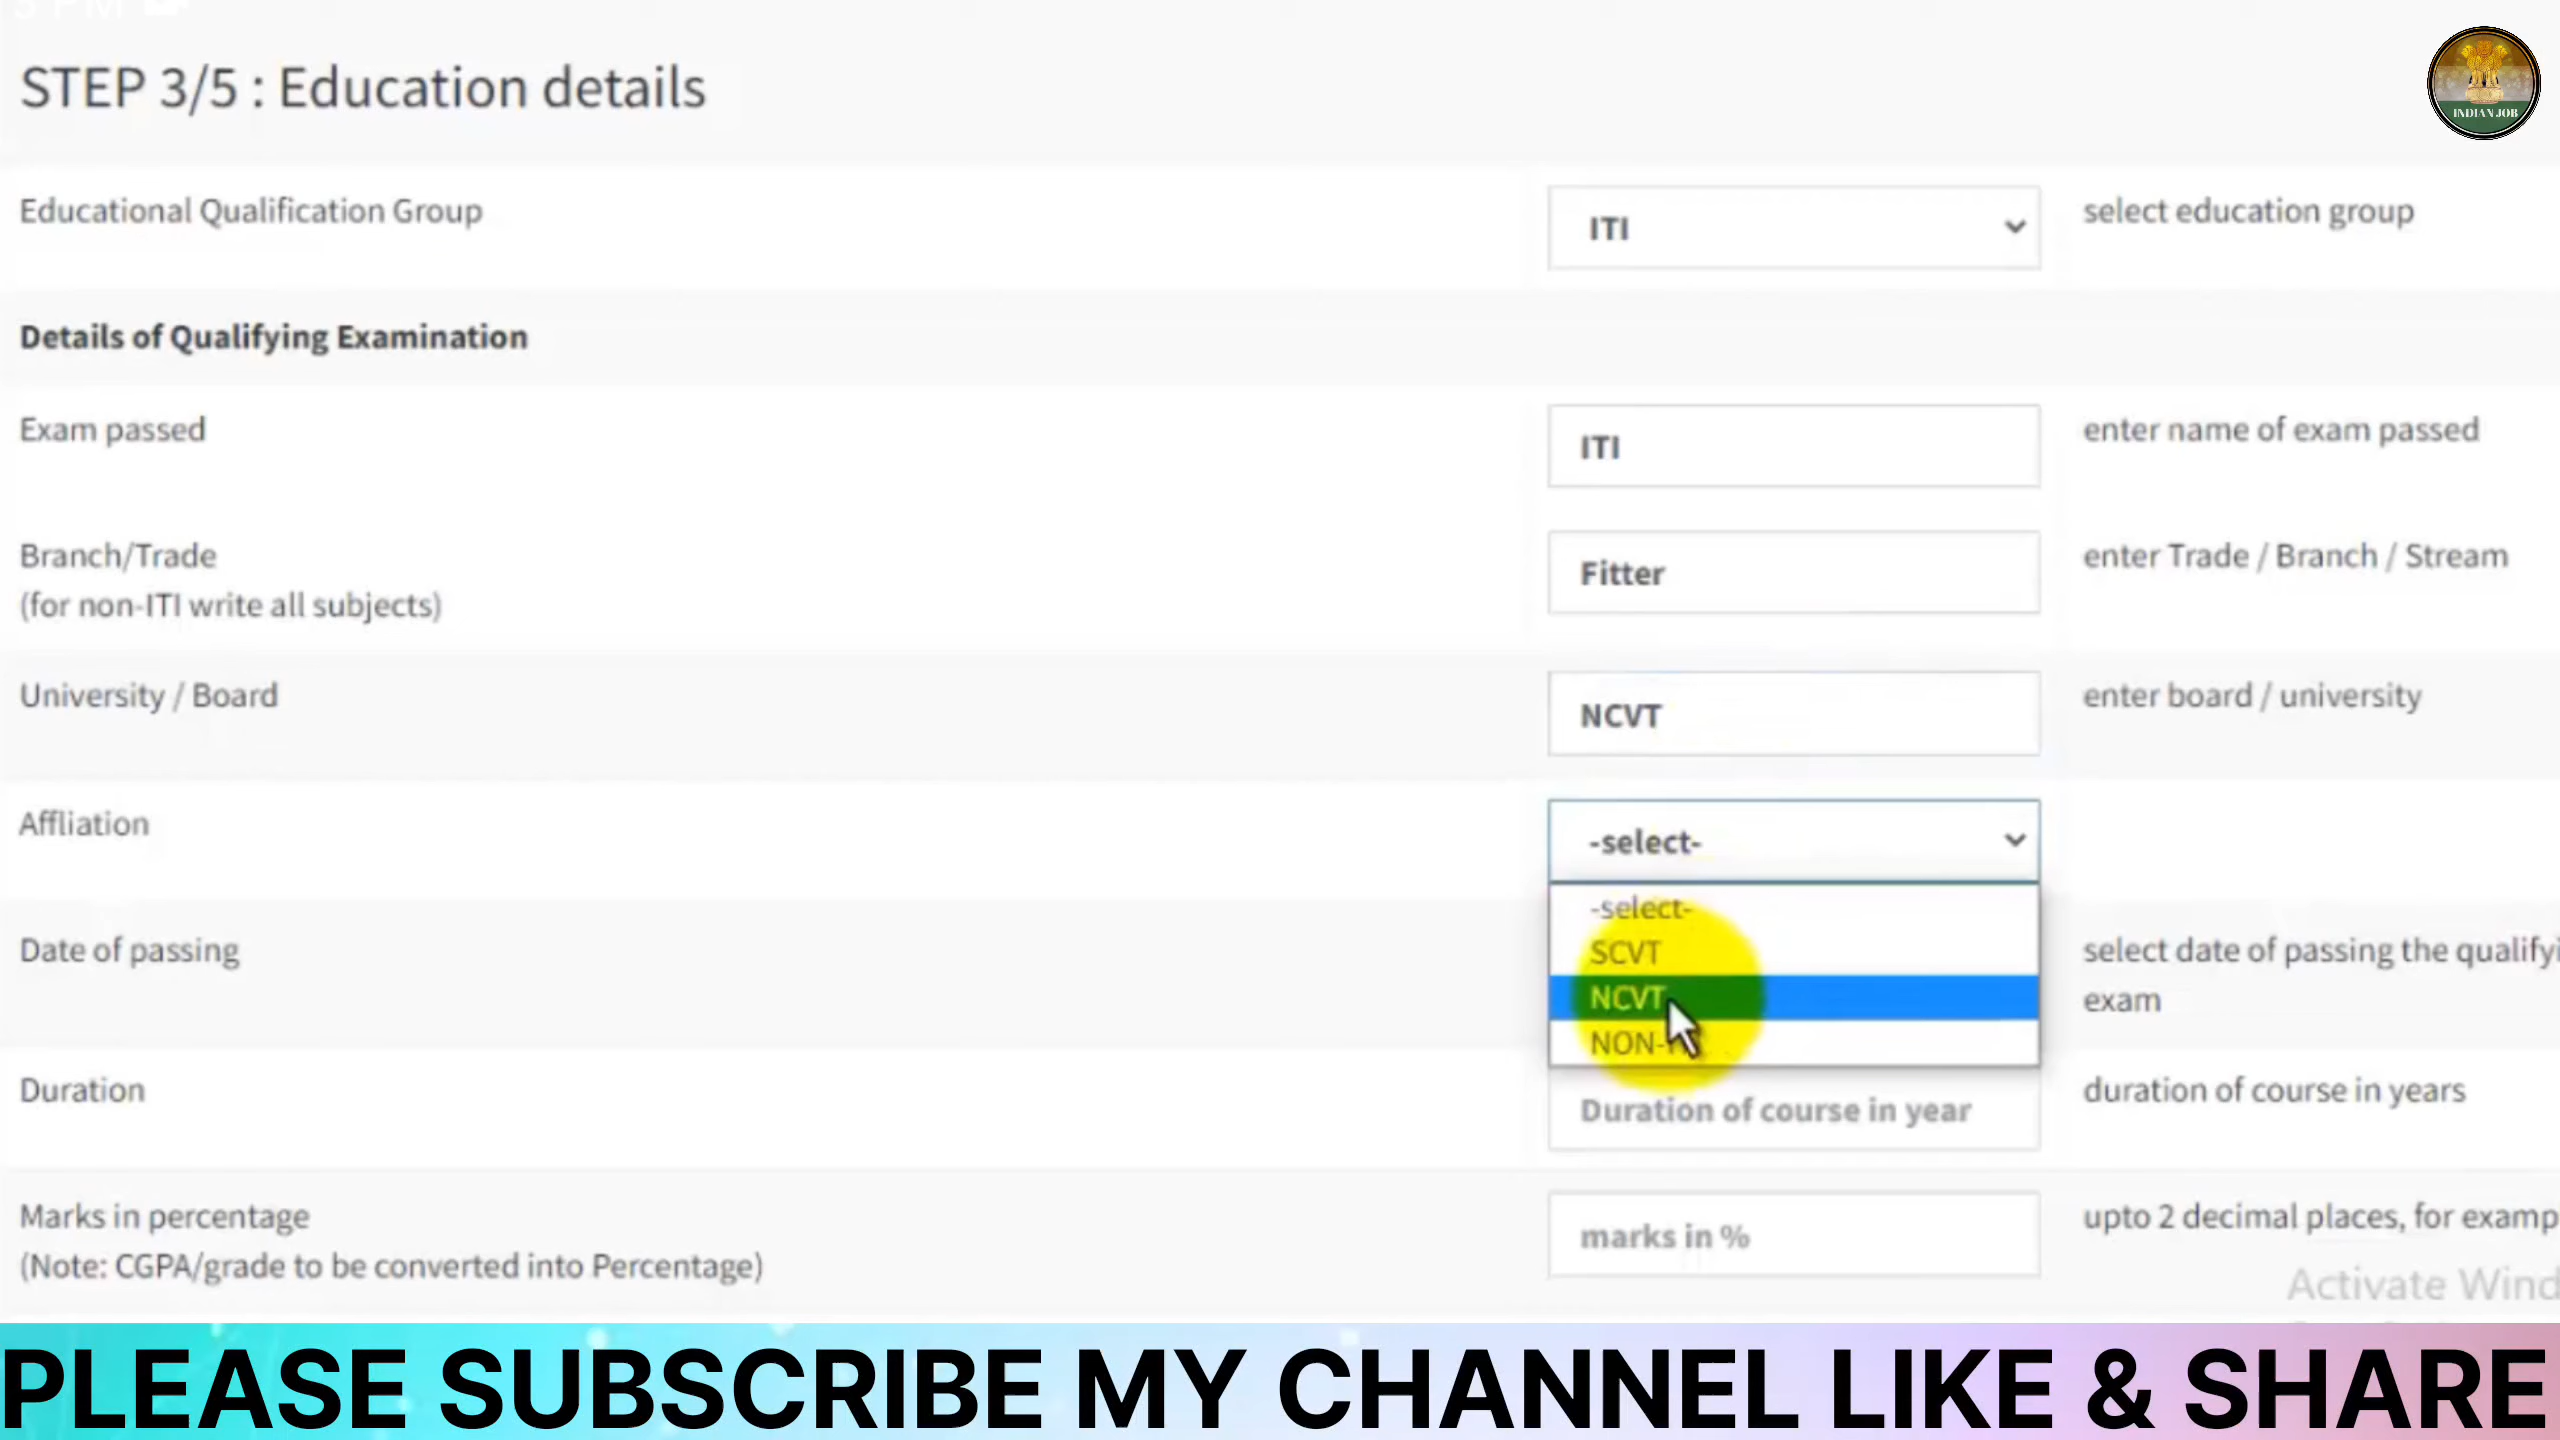 STEP 3/5 : Education details
INDIAN JOB
Educational Qualification Group
ITI
select education group
Details of Qualifying Examination
Exam passed
ITI
enter name of exam passed
Branch/Trade
(for non-ITI write all subjects)
Fitter
enter Trade / Branch / Stream
University / Board
NCVT
enter board / university
Affliation
-select-
-select-
SCVT
NCVT
Date of passing
select date of passing the
exam
Duration
Duration of course in year
duration of course in years
Marks in percentage
(Note: CGPA/grade to be converted into Percentage)
marks in %
upto 2 decimal places, for
Activate
PLEASE SUBSCRIBE MY CHANNEL LIKE & SHARE